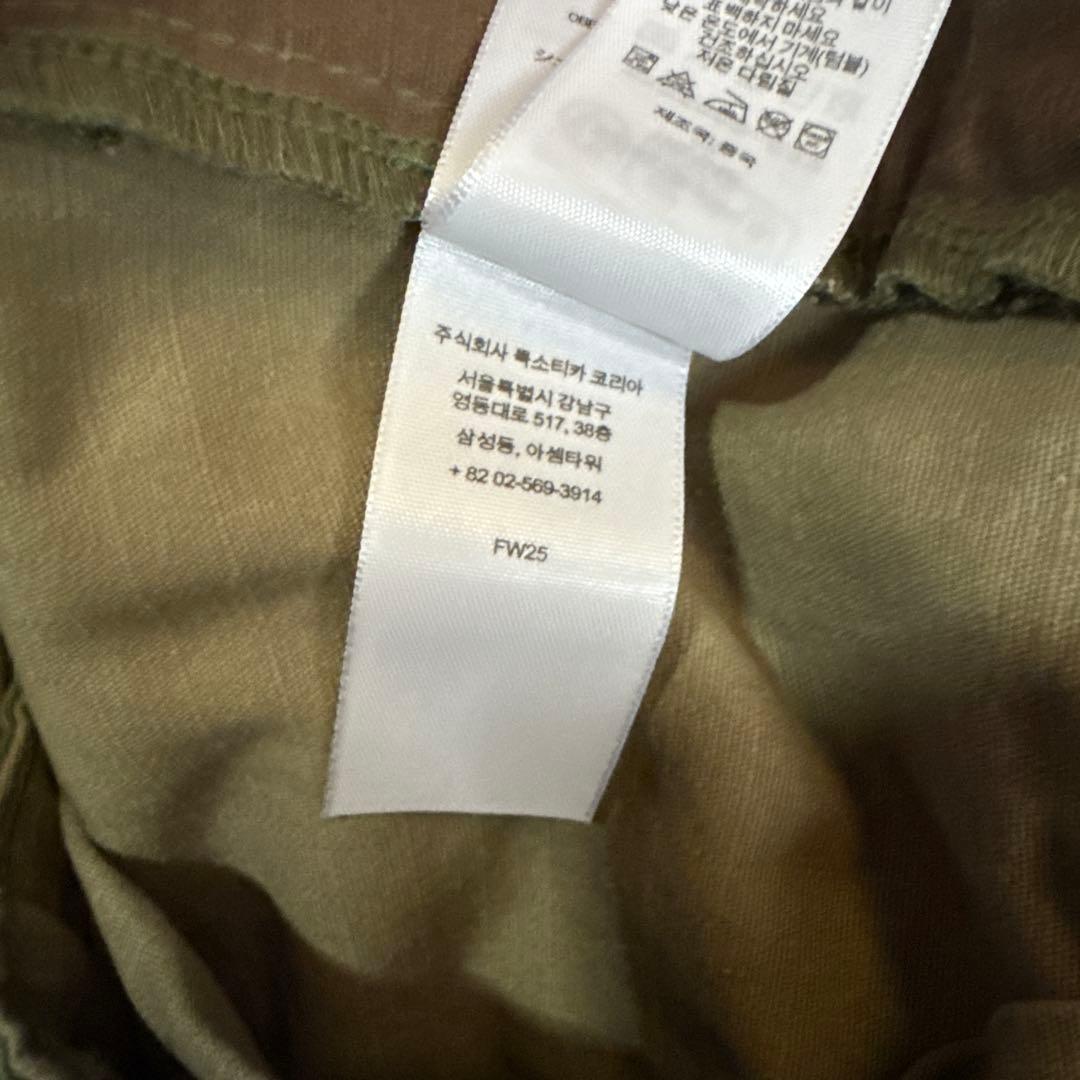 표백하지 마세요
낮은 온도에서 기계(텀블)
건조하십시오
저온 다림질
제조국: 중국
주식회사 룩소티카 코리아
서울특별시 강남구
영동대로 517, 38층
삼성동, 아셈타워
+ 82 02-569-3914
FW25